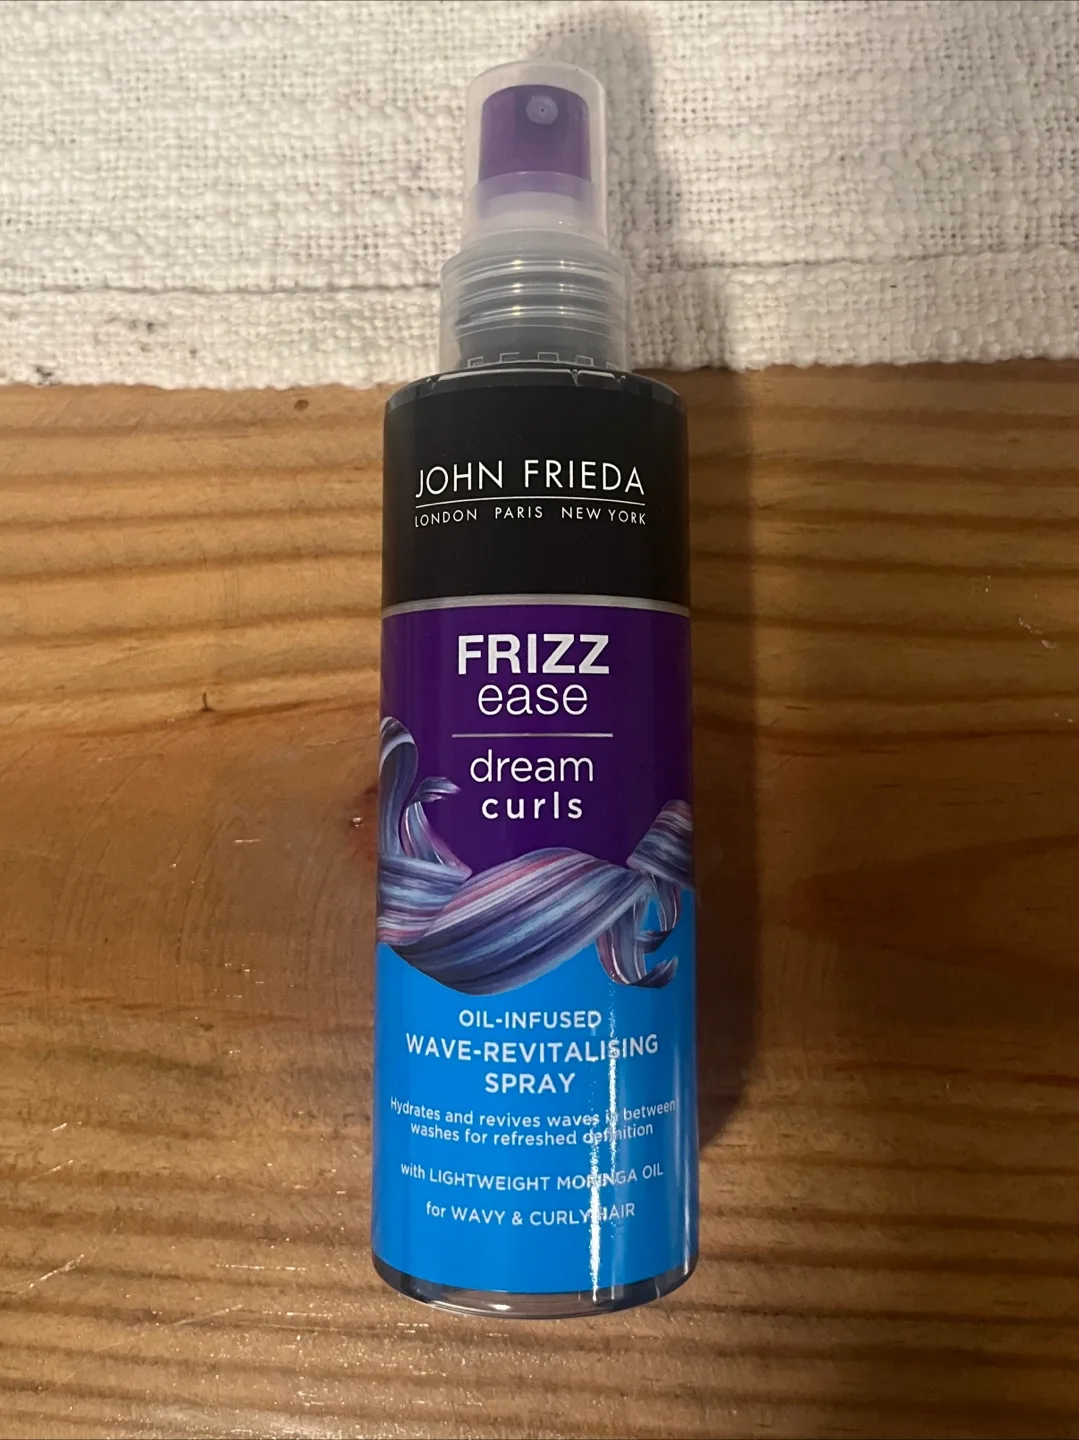 JOHN FRIEDA
LONDON PARIS NEW YORK
FRIZZ
ease
dream
curls
OIL-INFUSED
WAVE-REVITALISING
SPRAY
Hydrates and revives waves in between
washes for refreshed definition
with LIGHTWEIGHT MORINGA OIL
for WAVY & CURLY HAIR